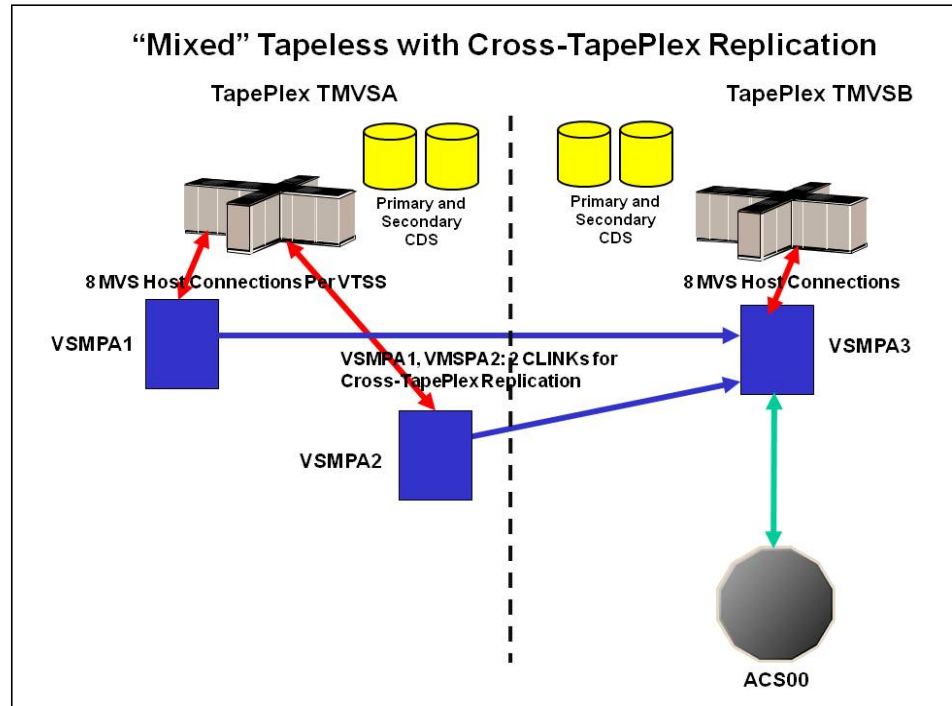 “Mixed” Tapeless with Cross-TapePlex Replication
TapePlex TMVSA
TapePlex TMVSB
Primary and
Secondary
CDS
Primary and
Secondary
CDS
8 MVS Host Connections Per VTSS
8 MVS Host Connections
VSMPA1
VSMPA3
VSMPA1, VMSPA2: 2 CLINKs for
Cross-TapePlex Replication
VSMPA2
ACS00